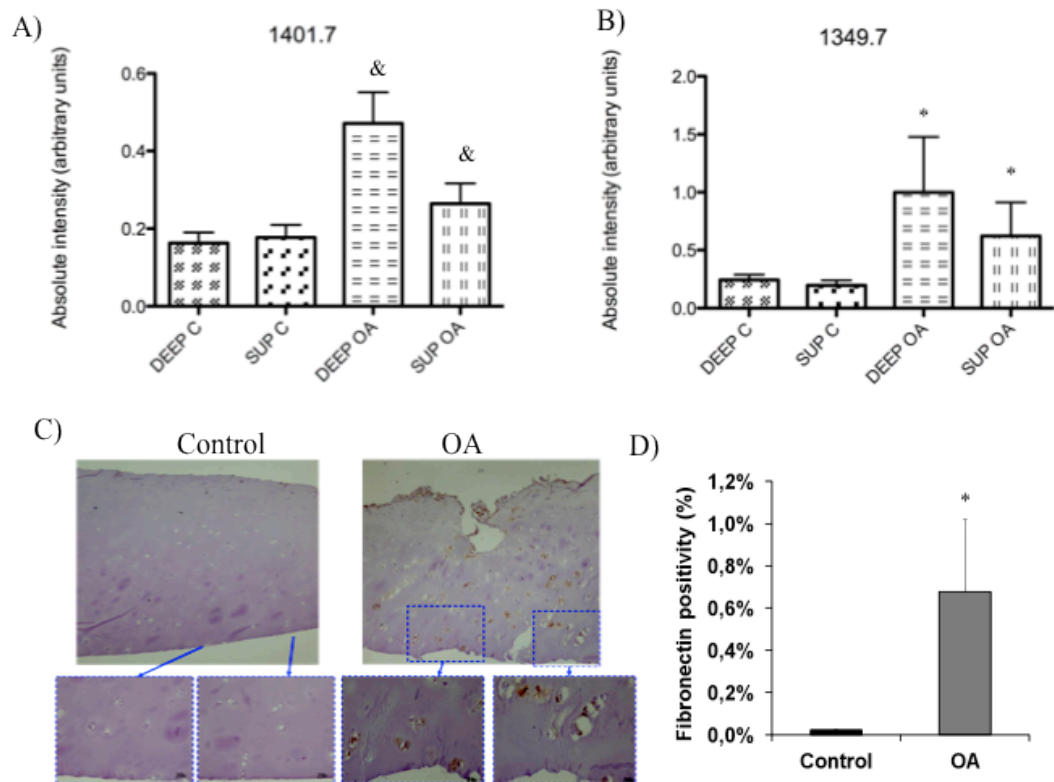 A)
1401.7
Absolute intensity (arbitrary units)
0.6
0.4
0.2
0.0
&
&
DEEP C
SUP C
DEEP OA
SUP OA
B)
1349.7
Absolute intensity (arbitrary units)
2.0
1.5
1.0
0.5
0.0
*
*
DEEP C
SUP C
DEEP OA
SUP OA
C)
Control
OA
D)
Fibronectin positivity (%)
1,2%
1,0%
0,8%
0,6%
0,4%
0,2%
0,0%
*
Control
OA